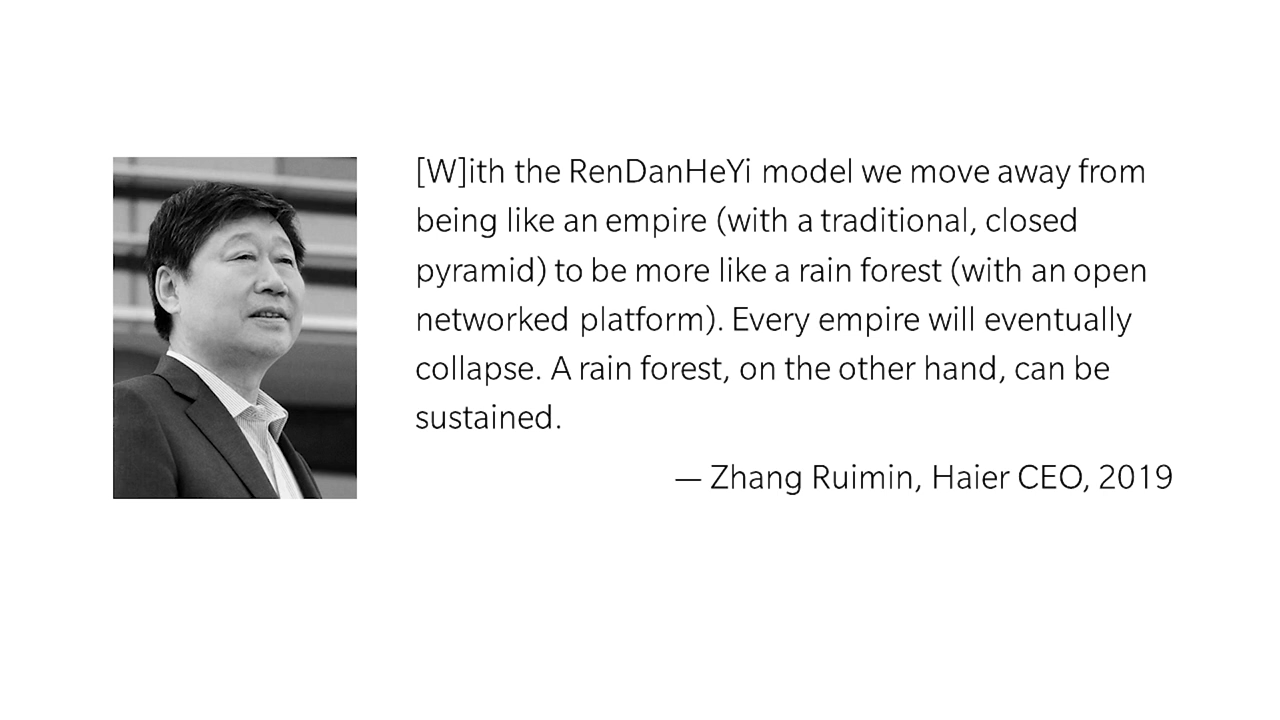 [W]ith the RenDanHeYi model we move away from
being like an empire (with a traditional, closed
pyramid) to be more like a rain forest (with an open
networked platform). Every empire will eventually
collapse. A rain forest, on the other hand, can be
sustained.
— Zhang Ruimin, Haier CEO, 2019